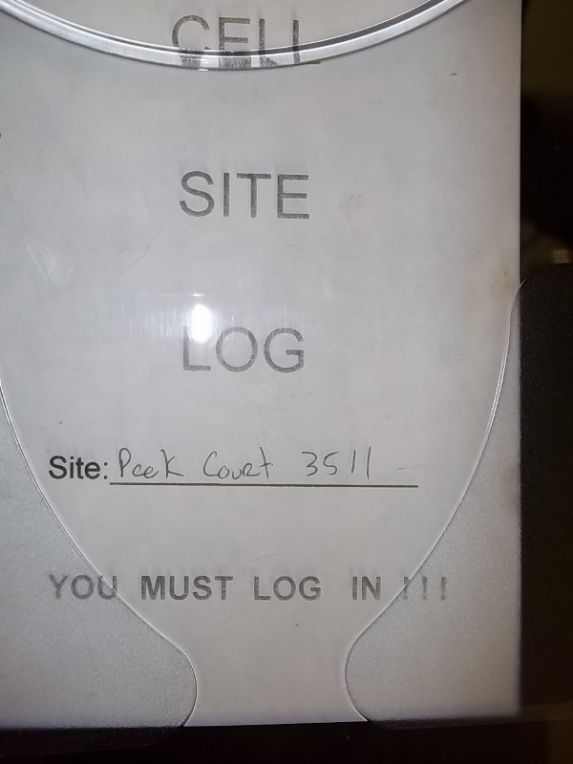 CELL
SITE
LOG
Site: Peek Court 3511
YOU MUST LOG IN !!!